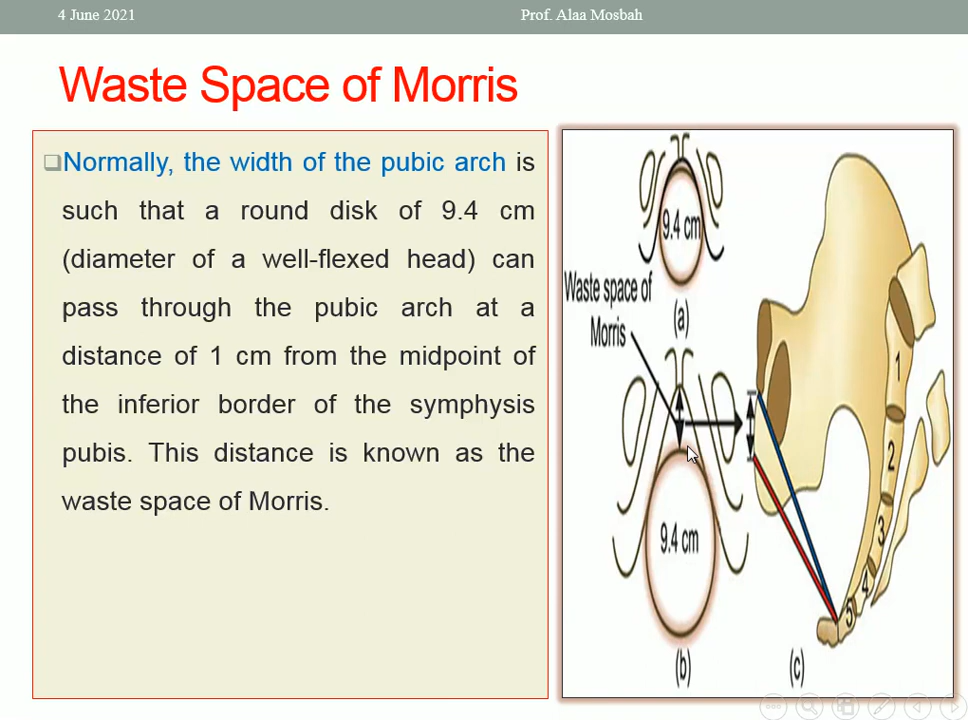 4 June 2021
Prof. Alaa Mosbah
Waste Space of Morris
Normally, the width of the pubic arch is
such that a round disk of 9.4 cm
(diameter of a well-flexed head) can
pass through the pubic arch at a
distance of 1 cm from the midpoint of
the inferior border of the symphysis
pubis. This distance is known as the
waste space of Morris.
9.4 cm
(a)
Waste space of
Morris
9.4 cm
(b)
1
2
3
4
5
(c)